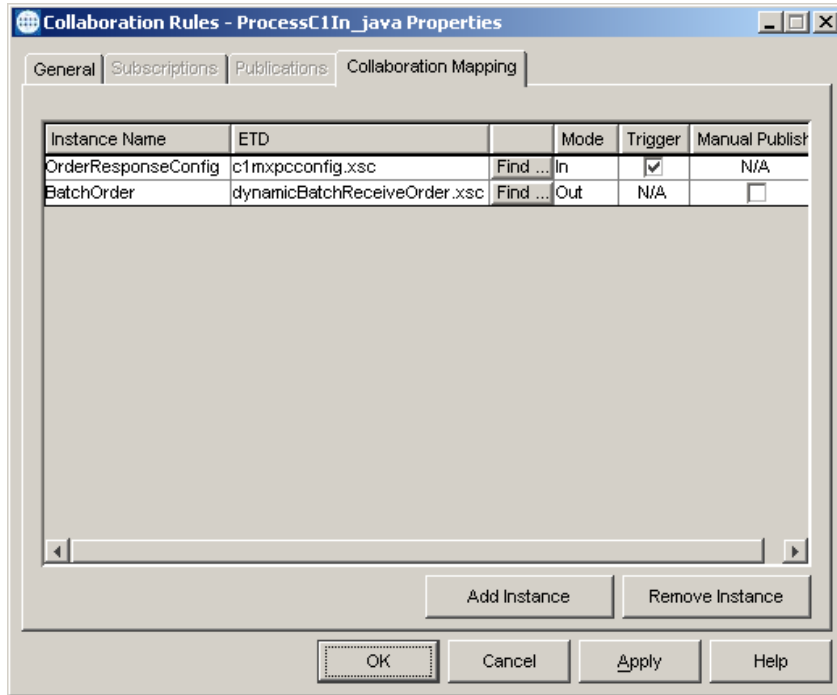 Collaboration Rules - ProcessC1In_java Properties
General Subscriptions Publications Collaboration Mapping
Instance Name ETD Mode Trigger Manual Publish
OrderResponseConfig c1mxpcconfig.xsc Find ... In N/A
BatchOrder dynamicBatchReceiveOrder.xsc Find ... Out N/A
Add Instance Remove Instance
OK Cancel Apply Help